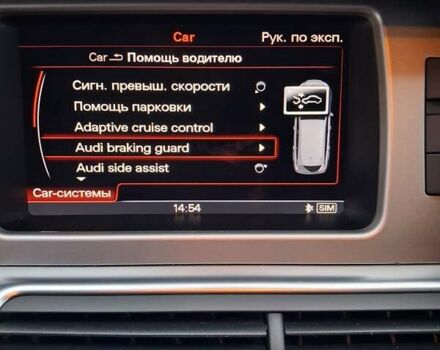 Car
Рук. по эксп.
Car Помощь водителю
Сигн. превыш. скорости
Помощь парковки
Adaptive cruise control
Audi braking guard
Audi side assist
Car-системы
14:54
SIM